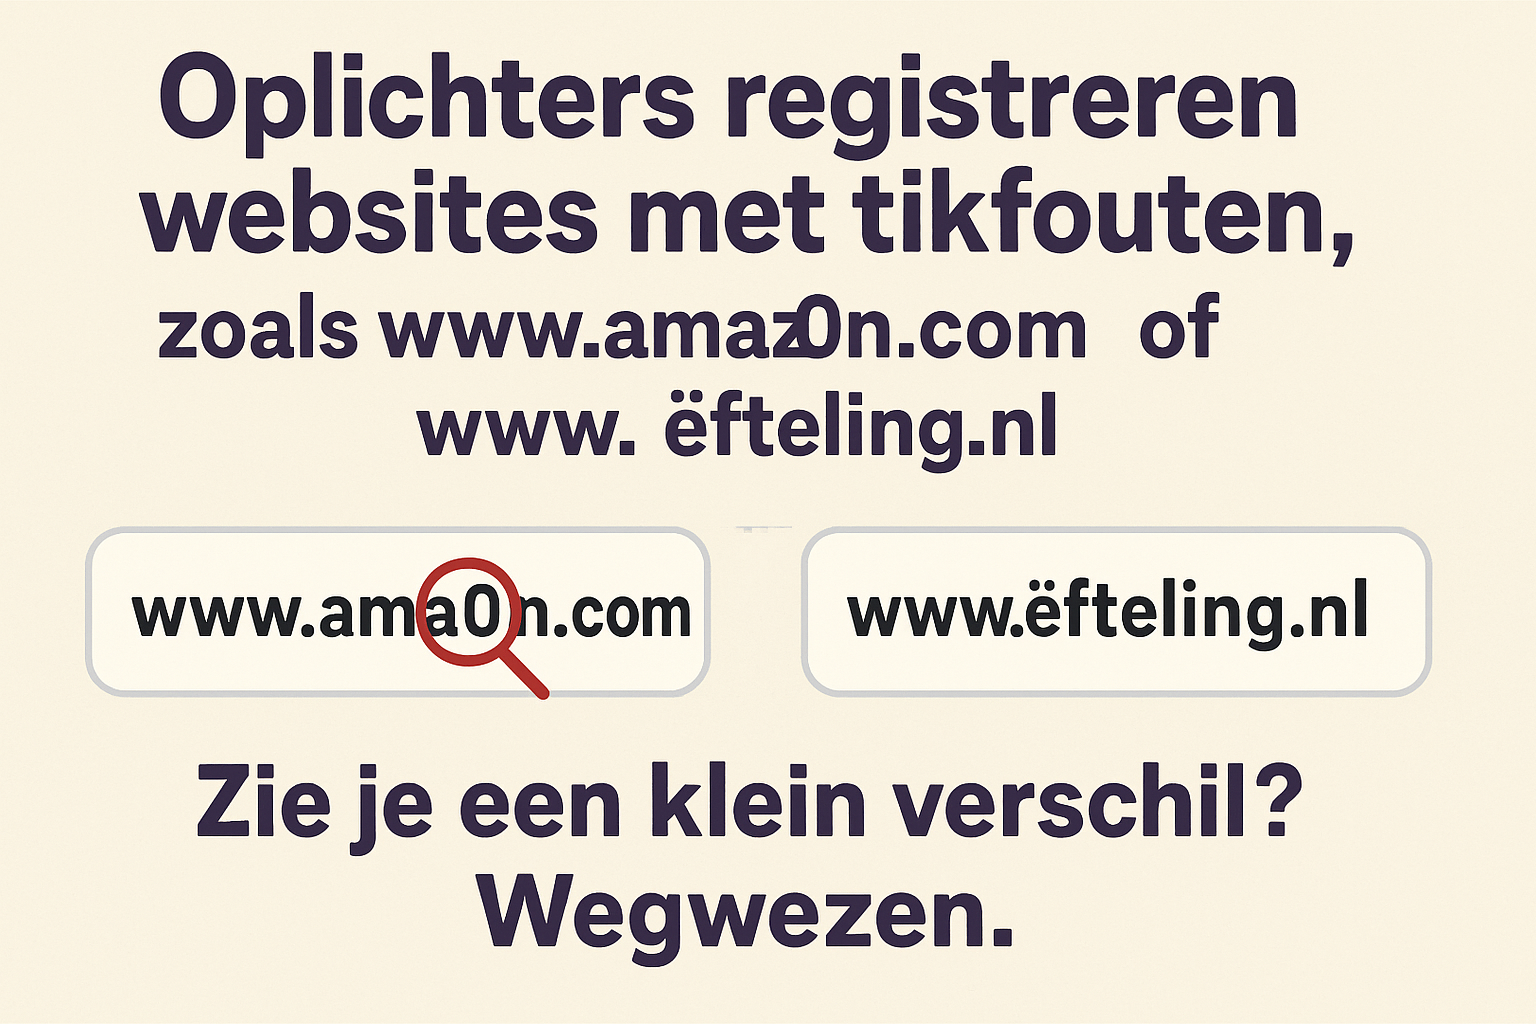 Oplichters registreren
websites met tikfouten,
zoals www.amaz0n.com of
www. ëfteling.nl
www.ama0n.com
www.ëfteling.nl
Zie je een klein verschil?
Wegwezen.